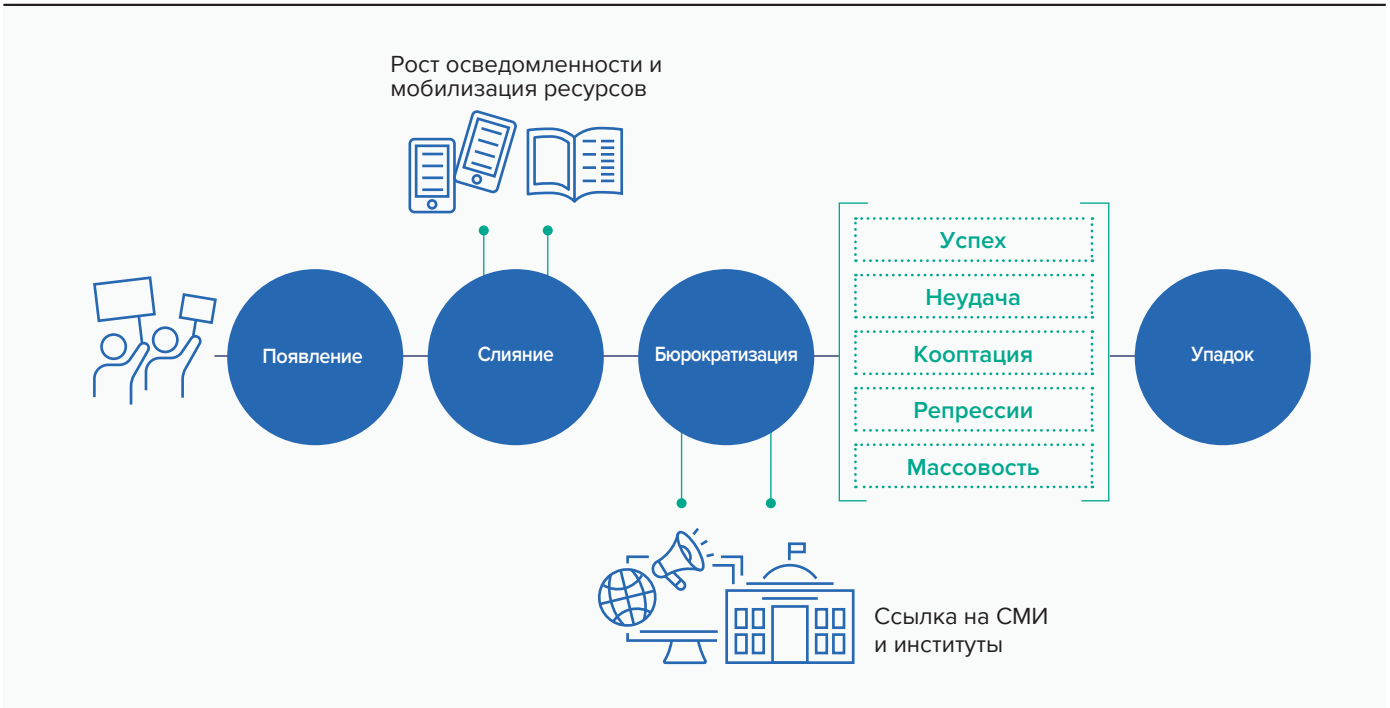 Рост осведомленности и
мобилизация ресурсов
Появление
Слияние
Бюрократизация
Успех
Неудача
Кооптация
Репрессии
Массовость
Упадок
Ссылка на СМИ
и институты